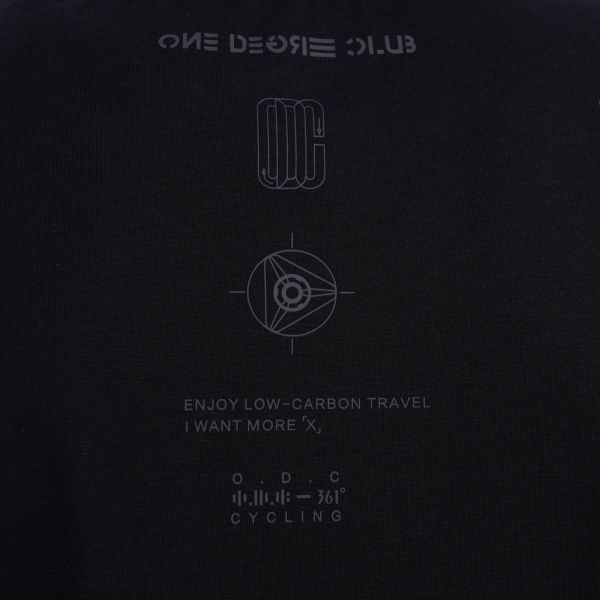 ONE DEGREE CLUB
ODC
ENJOY LOW-CARBON TRAVEL
I WANT MORE「X」
O.D.C
361°
CYCLING